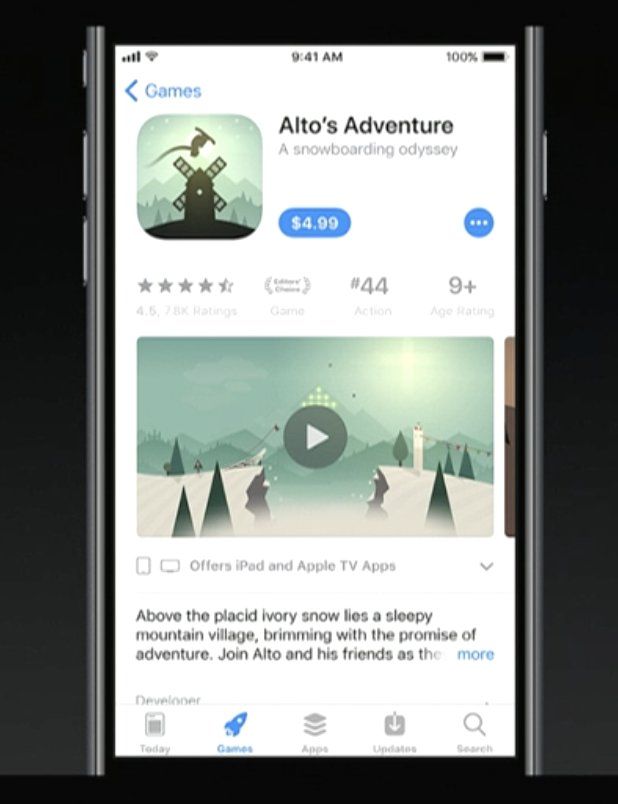 9:41 AM
100%
Games
Alto's Adventure
A snowboarding odyssey
$4.99
Editors' Choice
#44
9+
4.5, 7.8K Ratings
Game
Action
Age Rating
Offers iPad and Apple TV Apps
Above the placid ivory snow lies a sleepy
mountain village, brimming with the promise of
adventure. Join Alto and his friends as the more
Developer
Today
Games
Apps
Updates
Search